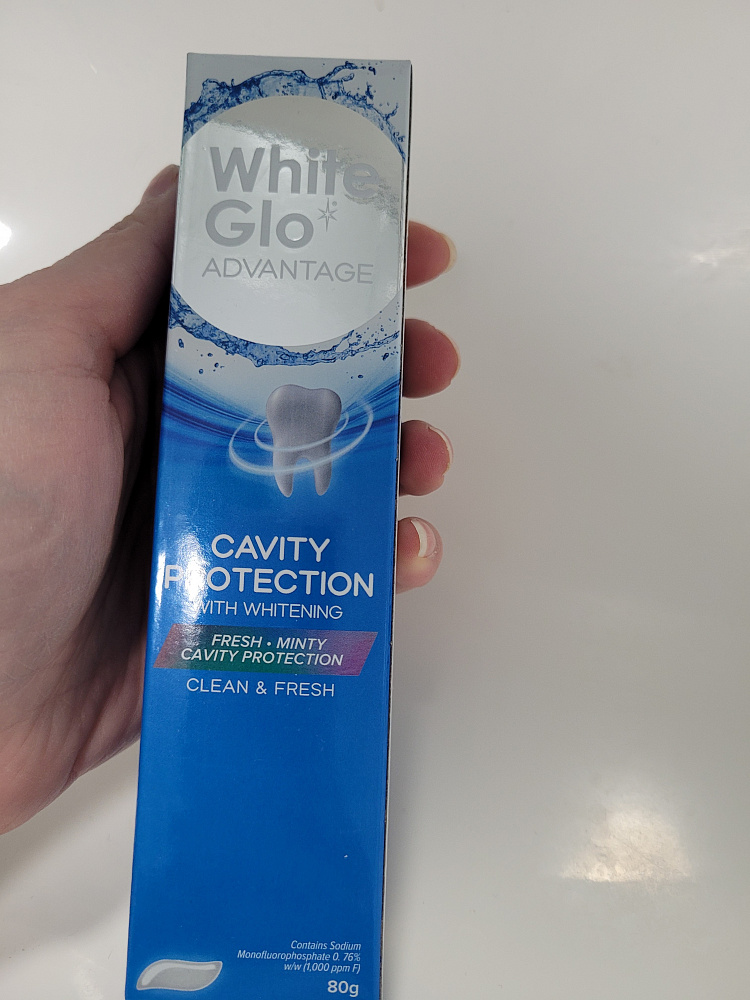 White
Glo
ADVANTAGE
CAVITY
PROTECTION
WITH WHITENING
FRESH • MINTY
CAVITY PROTECTION
CLEAN & FRESH
Contains Sodium
Monofluorophosphate 0. 76%
w/w (1,000 ppm F)
80g